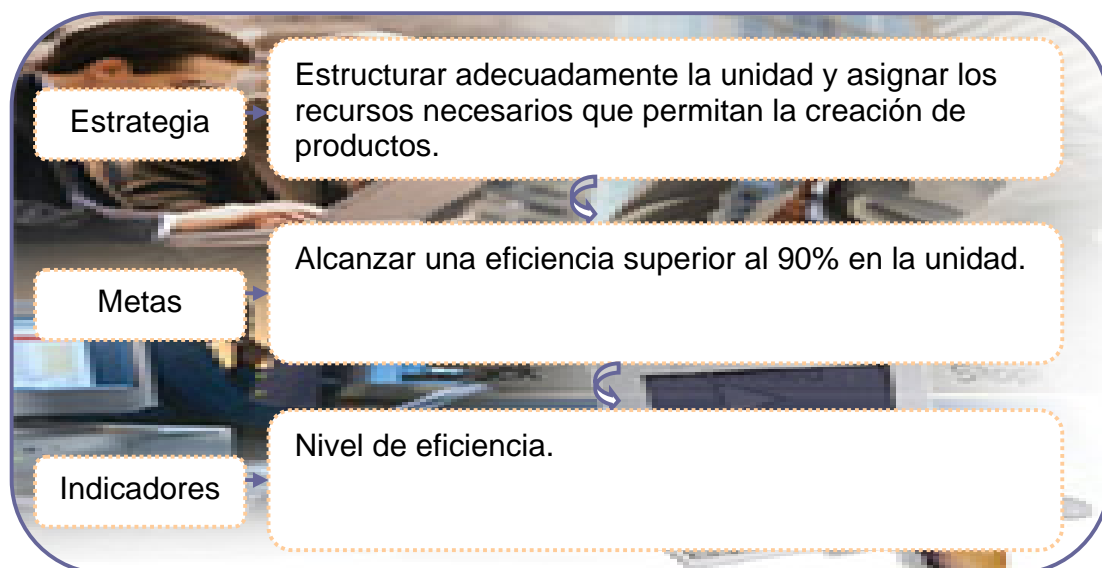 Estrategia
Estructurar adecuadamente la unidad y asignar los
recursos necesarios que permitan la creación de
productos.
Metas
Alcanzar una eficiencia superior al 90% en la unidad.
Indicadores
Nivel de eficiencia.